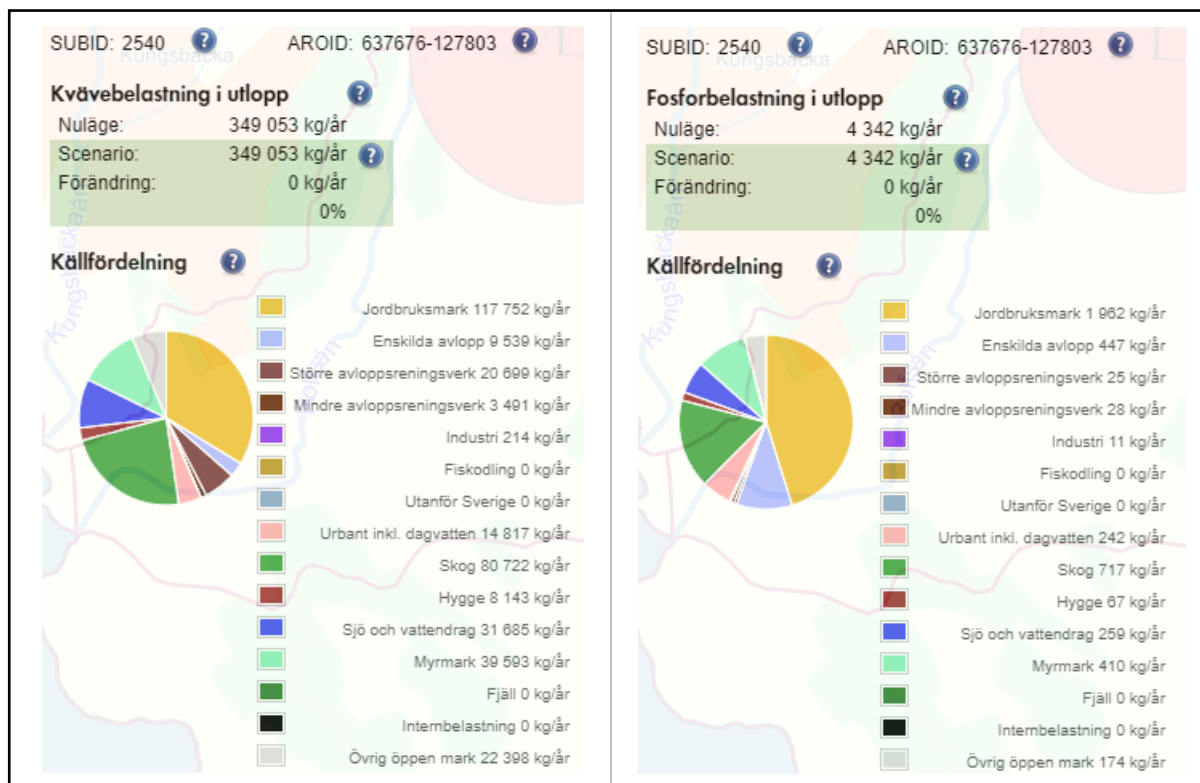 SUBID: 2540 ? AROID: 637676-127803 ?
Kungsbacka
Kvävebelastning i utlopp ?
Nuläge: 349 053 kg/år
Scenario: 349 053 kg/år ?
Förändring: 0 kg/år
0%
Källfördelning ?
Kungsbackaån
Jordbruksmark 117 752 kg/år
Enskilda avlopp 9 539 kg/år
Större avloppsreningsverk 20 699 kg/år
Mindre avloppsreningsverk 3 491 kg/år
Industri 214 kg/år
Fiskodling 0 kg/år
Utanför Sverige 0 kg/år
Urbant inkl. dagvatten 14 817 kg/år
Skog 80 722 kg/år
Hygge 8 143 kg/år
Sjö och vattendrag 31 685 kg/år
Myrmark 39 593 kg/år
Fjäll 0 kg/år
Internbelastning 0 kg/år
Övrig öppen mark 22 398 kg/år
SUBID: 2540 ? AROID: 637676-127803 ?
Kungsbacka
Fosforbelastning i utlopp ?
Nuläge: 4 342 kg/år
Scenario: 4 342 kg/år ?
Förändring: 0 kg/år
0%
Källfördelning ?
Kungsbackaån
Jordbruksmark 1 962 kg/år
Enskilda avlopp 447 kg/år
Större avloppsreningsverk 25 kg/år
Mindre avloppsreningsverk 28 kg/år
Industri 11 kg/år
Fiskodling 0 kg/år
Utanför Sverige 0 kg/år
Urbant inkl. dagvatten 242 kg/år
Skog 717 kg/år
Hygge 67 kg/år
Sjö och vattendrag 259 kg/år
Myrmark 410 kg/år
Fjäll 0 kg/år
Internbelastning 0 kg/år
Övrig öppen mark 174 kg/år